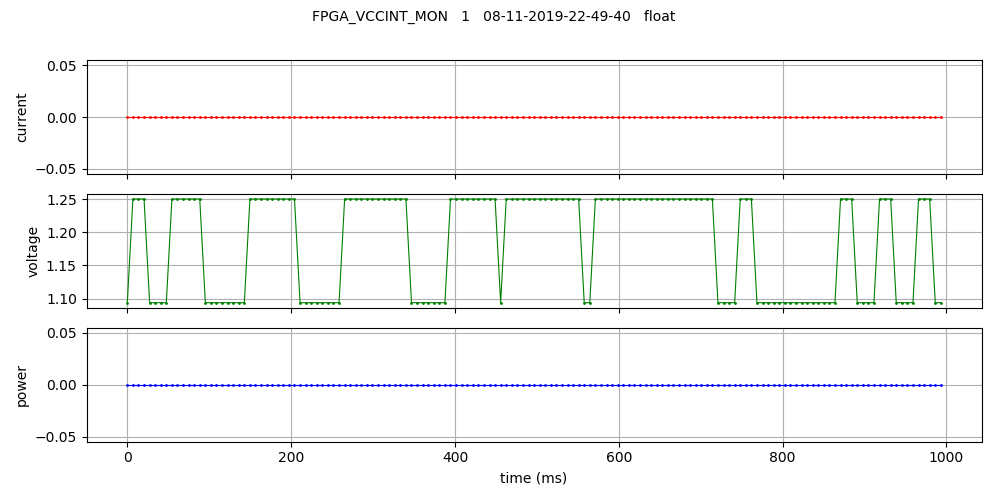 FPGA_VCCINT_MON 1 08-11-2019-22-49-40 float
0.05
0.00
−0.05
current
1.25
1.20
1.15
1.10
voltage
0.05
0.00
−0.05
power
0 200 400 600 800 1000
time (ms)